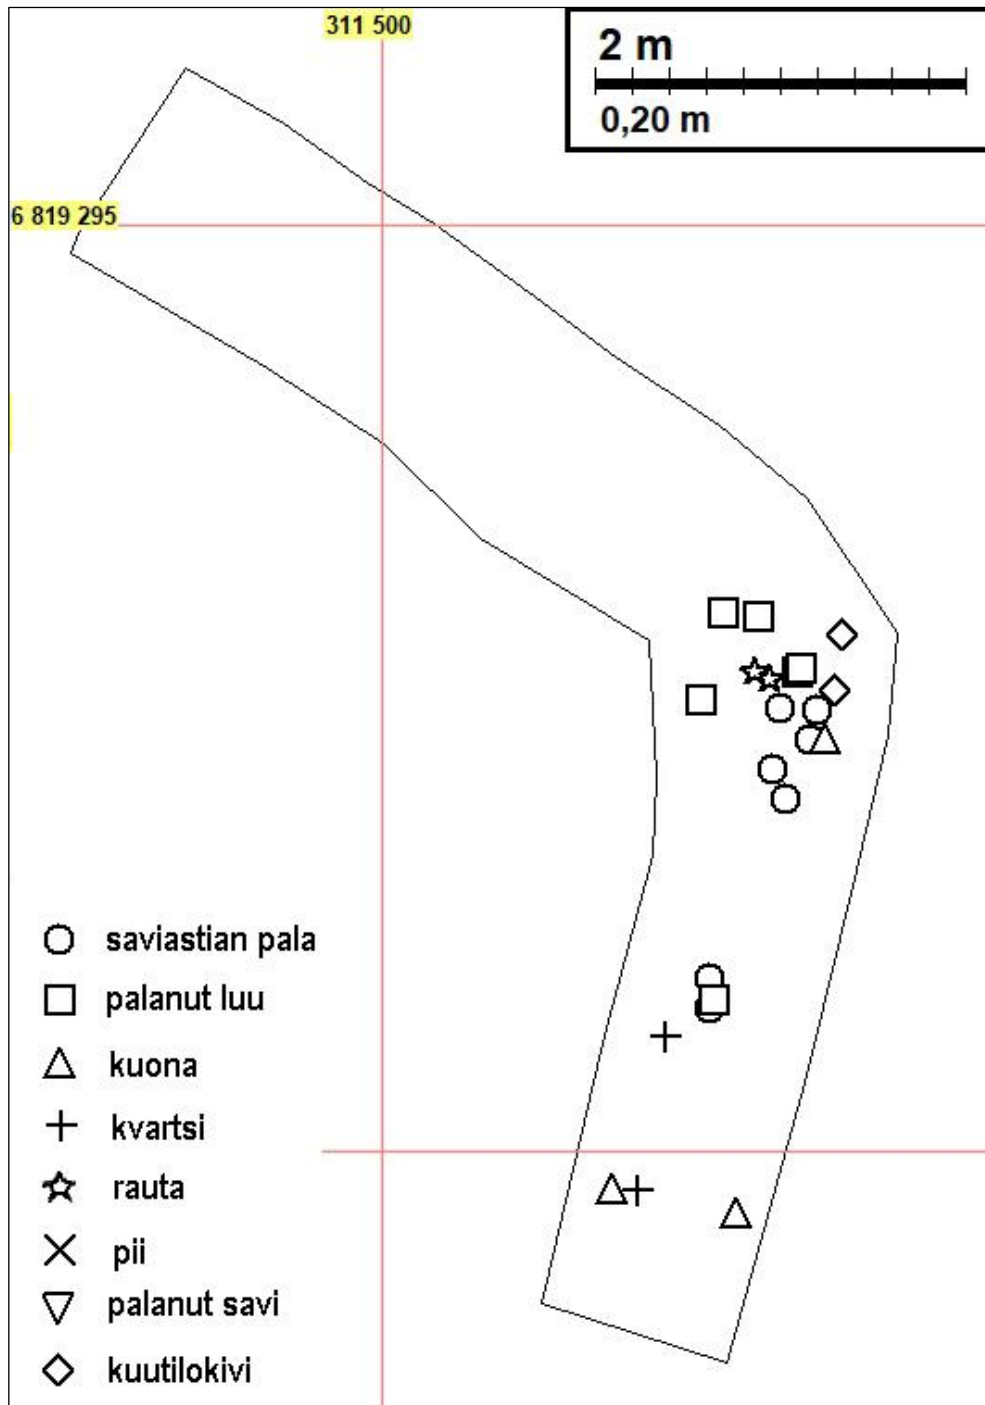 311 500
2 m
0,20 m
6 819 295
saviastian pala
palanut luu
kuona
kvartsi
rauta
pii
palanut savi
kuutilokivi